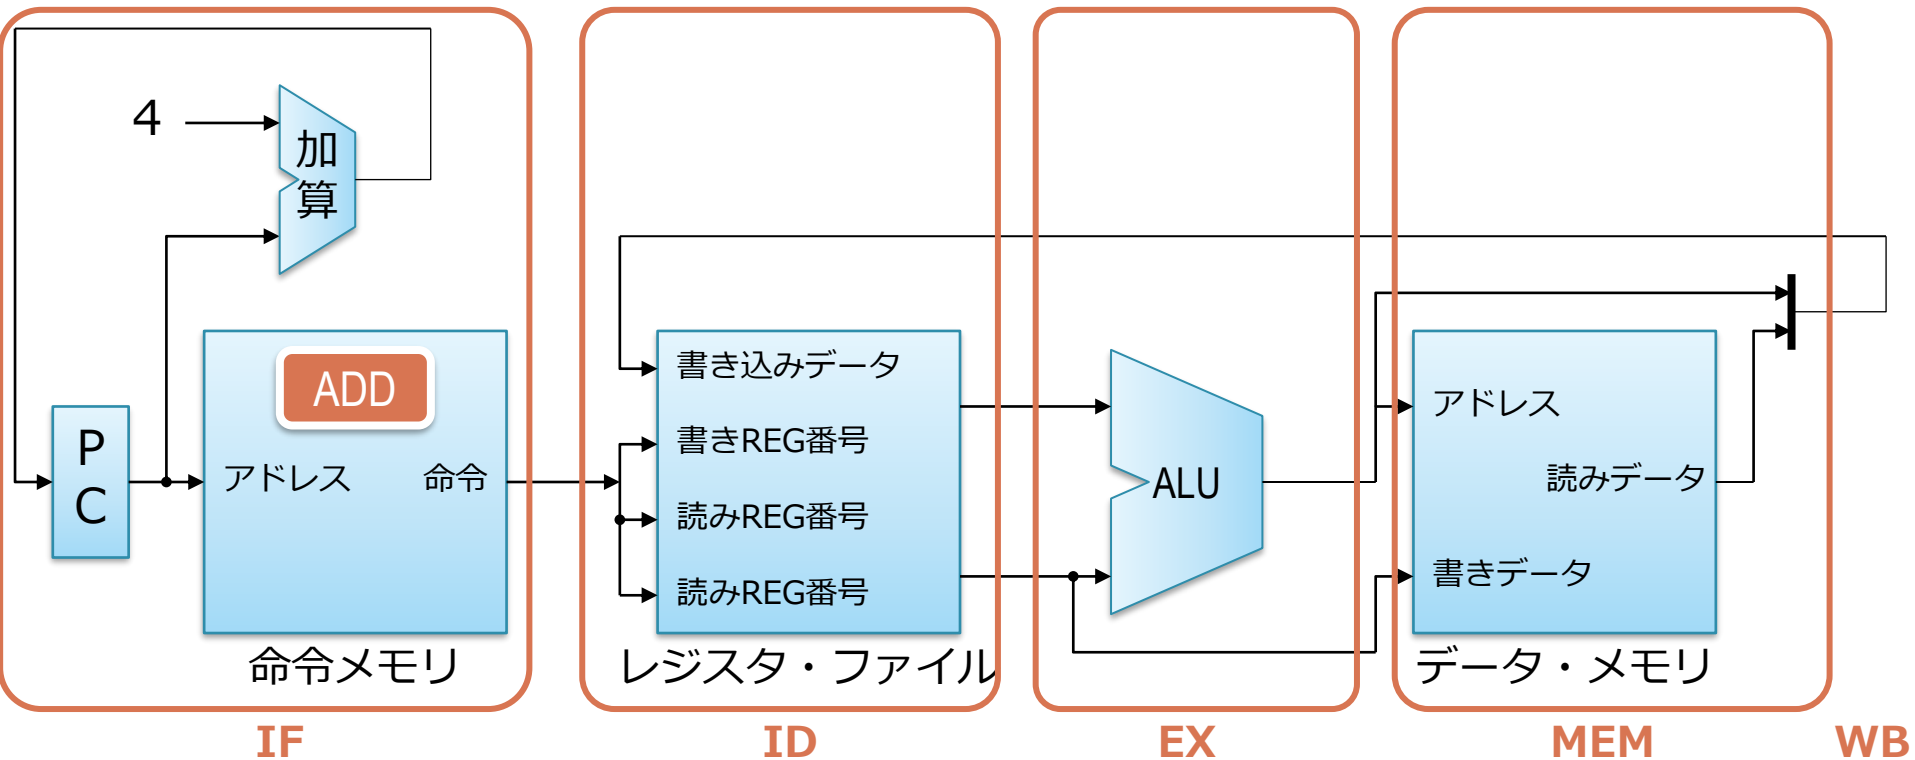 4
加
算
ADD
P
C
アドレス
命令
命令メモリ
書き込みデータ
書きREG番号
読みREG番号
読みREG番号
レジスタ・ファイル
ALU
アドレス
読みデータ
書きデータ
データ・メモリ
IF
ID
EX
MEM
WB